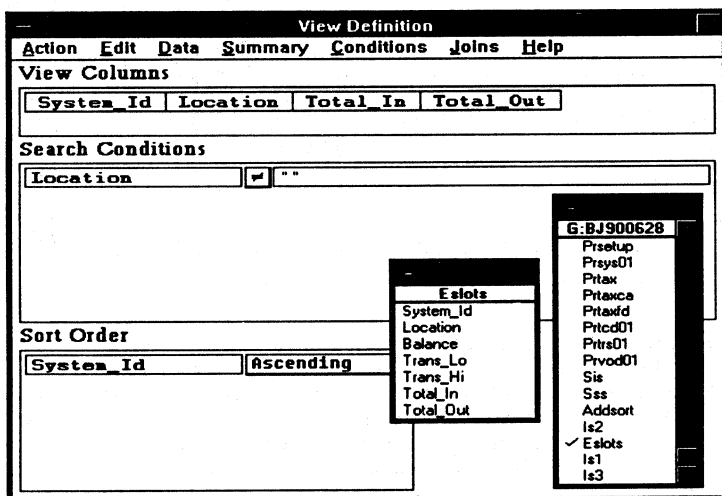 View Definition
Action Edit Data Summary Conditions Joins Help
View Columns
System_Id Location Total_In Total_Out
Search Conditions
Location ≠ ""
G:BJ900628
Prsetup
Prsys01
Prtax
Prtaxca
Prtaxfd
Prtcd01
Prtrs01
Prvod01
Sis
Sss
Addsort
Is2
✓ Eslots
Is1
Is3
Eslots
System_Id
Location
Balance
Trans_Lo
Trans_Hi
Total_In
Total_Out
Sort Order
System_Id Ascending